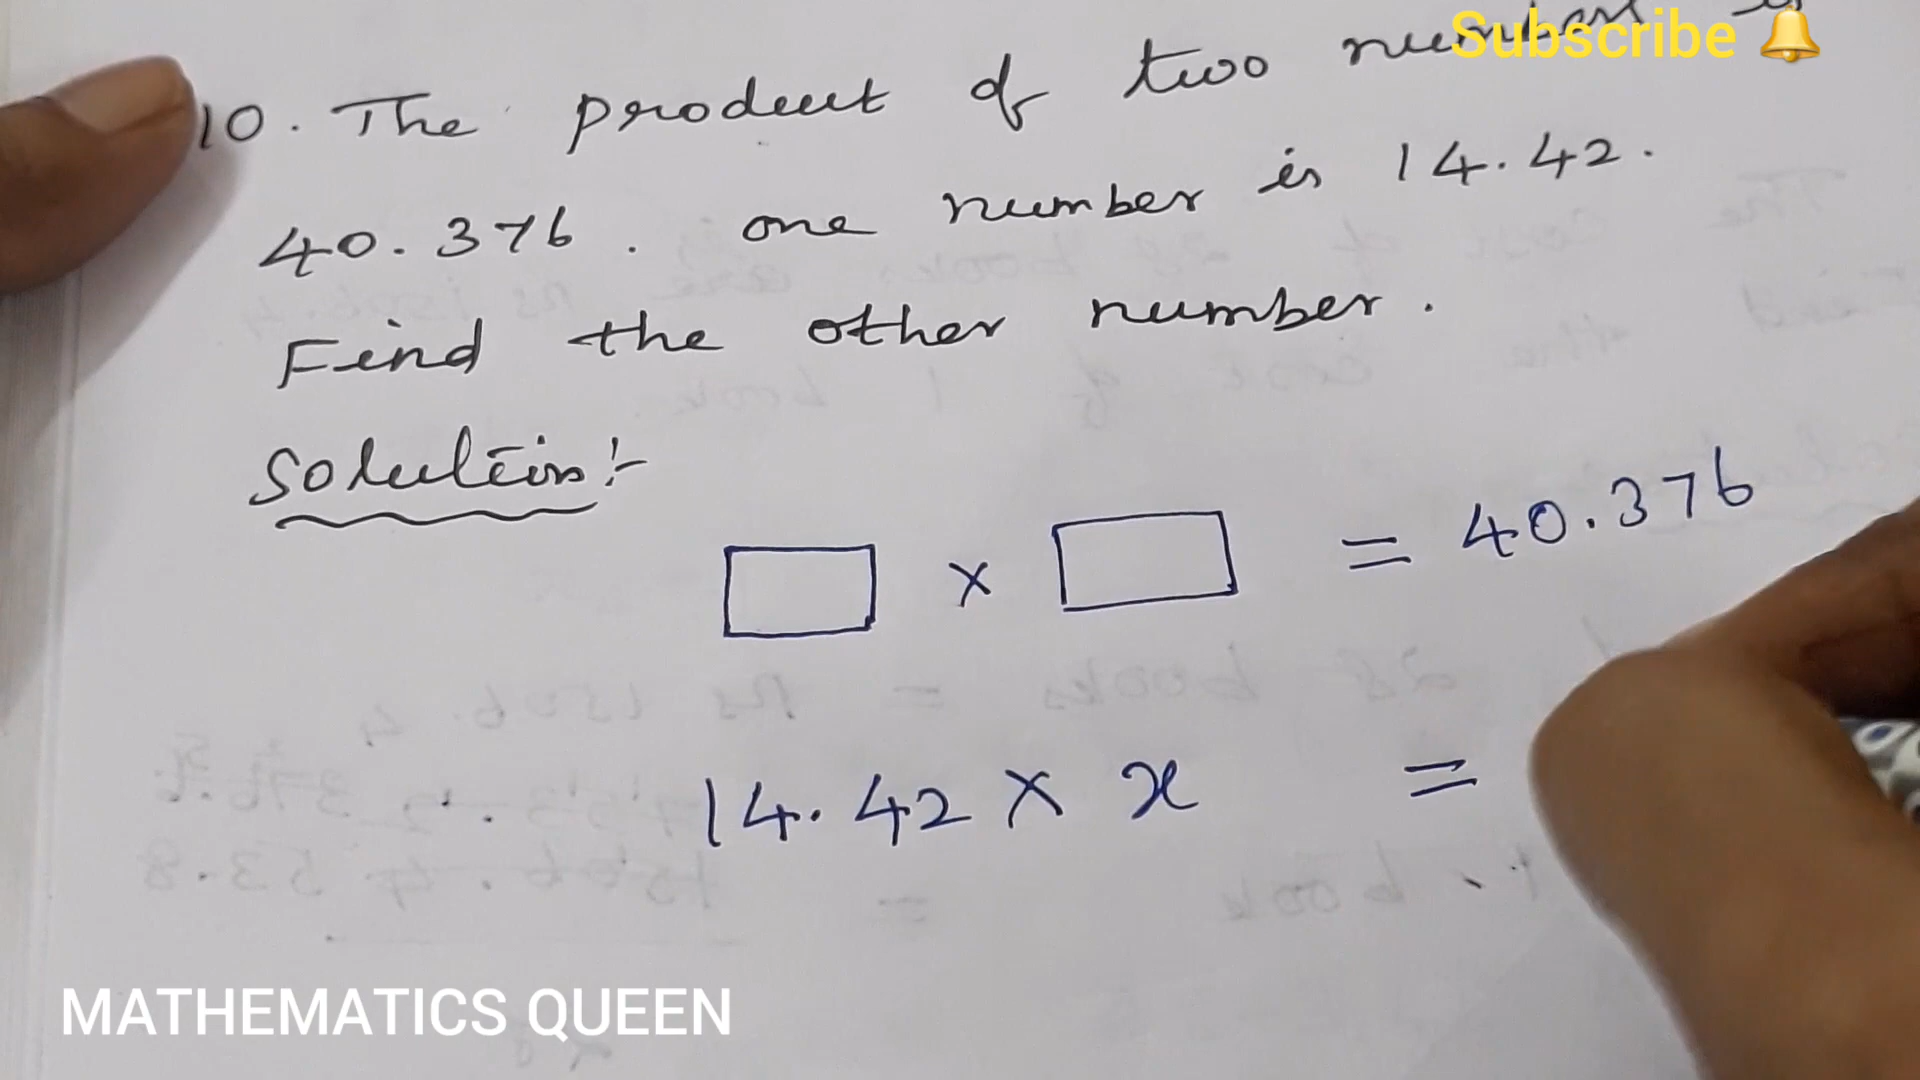 Subscribe 🔔
10. The product of two
40.376. one number is 14.42.
Find the other number.
Solution:-
× = 40.376
14.42 × x =
MATHEMATICS QUEEN